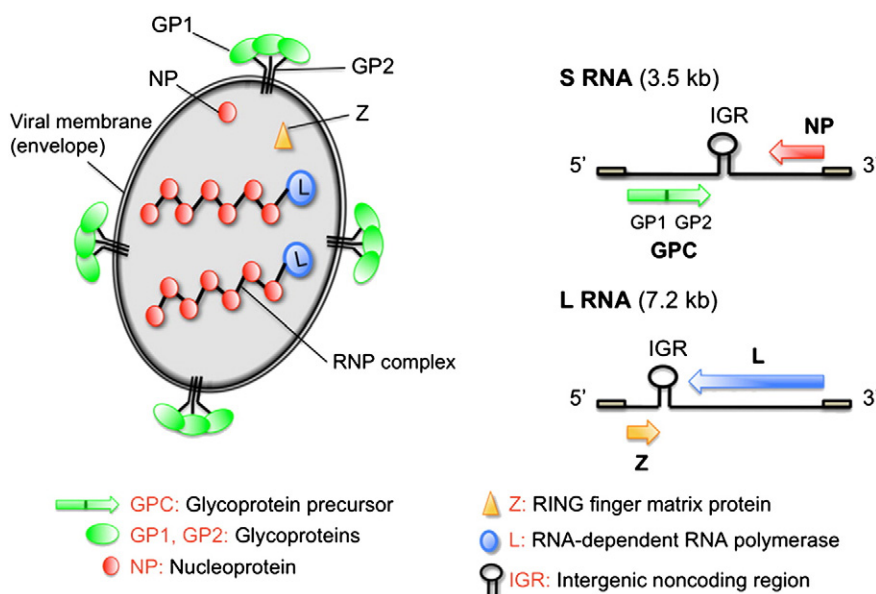 GP1
GP2
NP
Z
Viral membrane
(envelope)
L
L
RNP complex
S RNA (3.5 kb)
IGR
NP
5'
3
GP1 GP2
GPC
L RNA (7.2 kb)
IGR
L
5'
3
Z
GPC: Glycoprotein precursor
GP1, GP2: Glycoproteins
NP: Nucleoprotein
Z: RING finger matrix protein
L: RNA-dependent RNA polymerase
IGR: Intergenic noncoding region